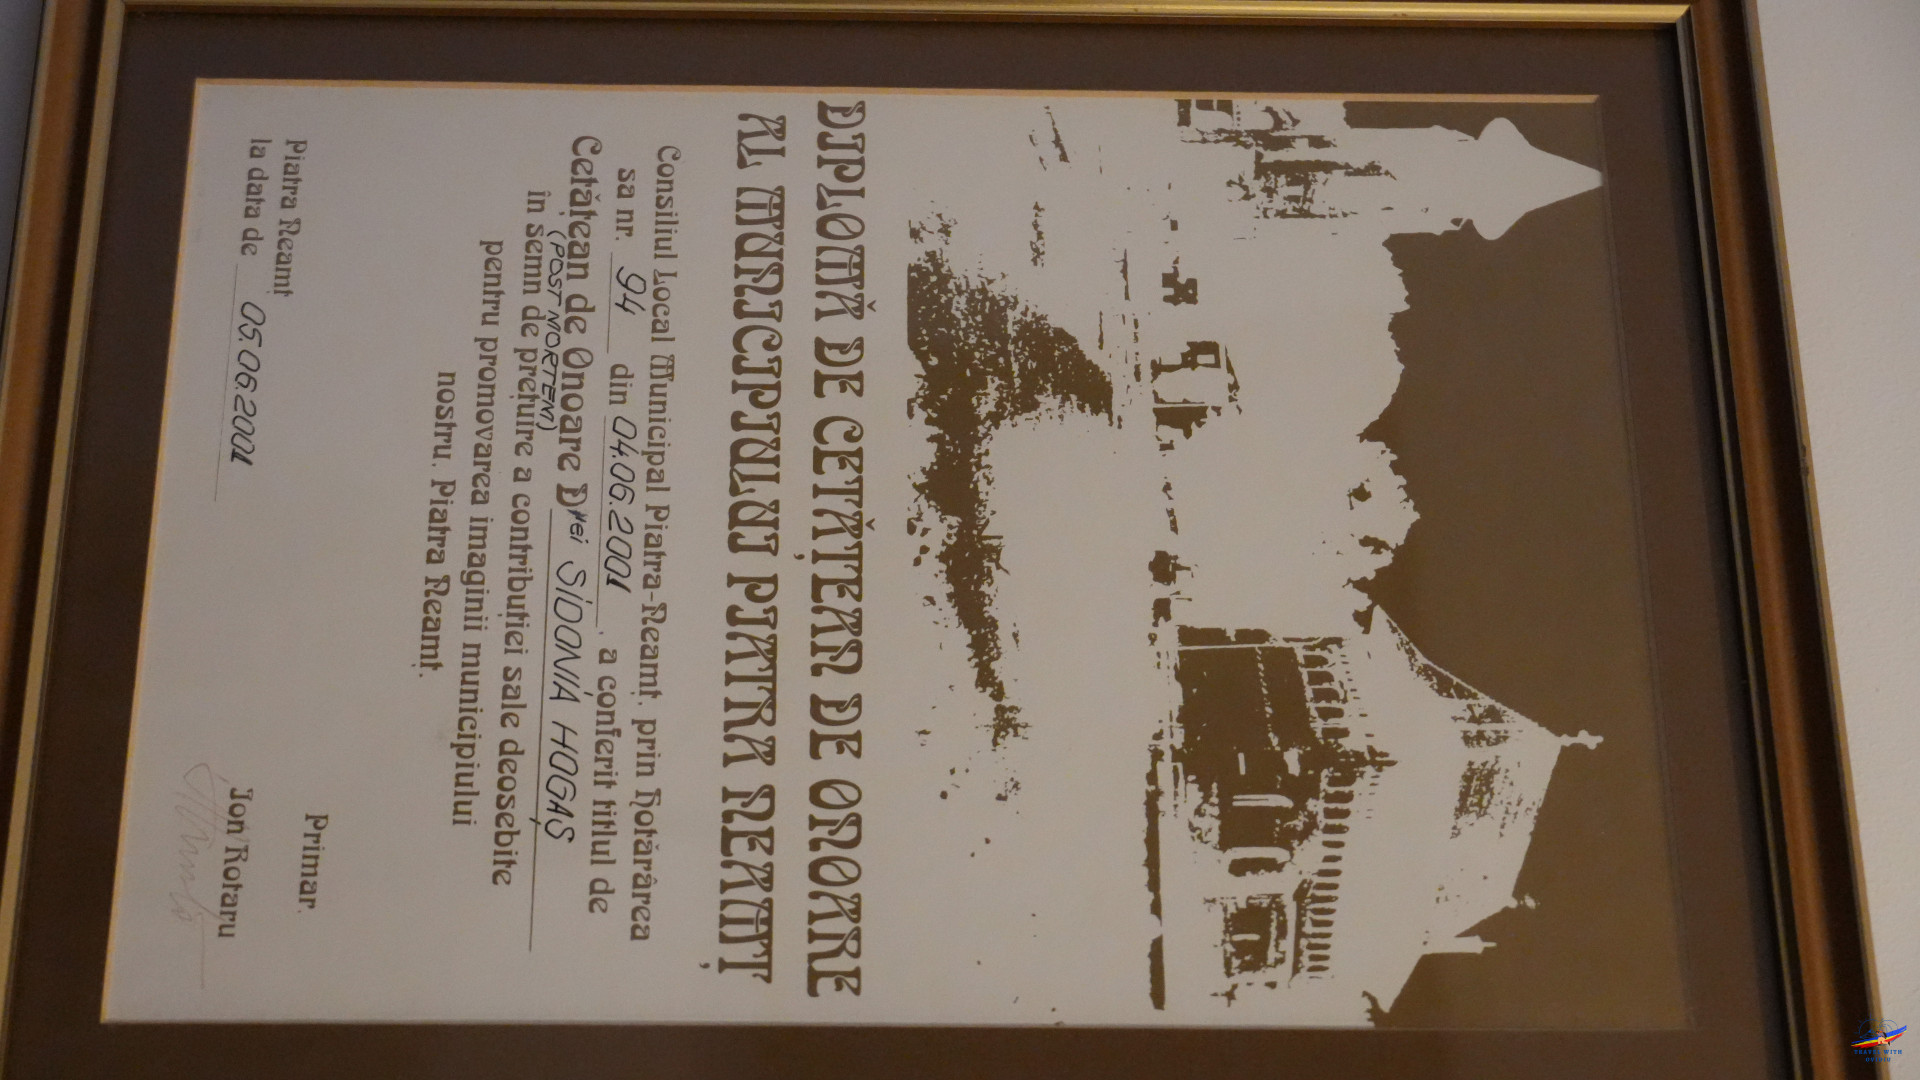 DIPLOMĂ DE CETĂȚEAN DE ONOARE
AL MUNICIPIULUI PIATRA NEAMȚ
Consiliul Local Municipal Piatra-Neamț, prin Hotărârea
sa nr. 94 din 04.06.2001, a conferit titlul de
Cetățean de Onoare D nei SIDONIA HOGAȘ
(POST MORTEM)
în semn de prețuire a contribuției sale deosebite
pentru promovarea imaginii municipiului
nostru, Piatra Neamț.
Primar,
Ion Rotaru
Piatra Neamț
la data de 05.06.2001